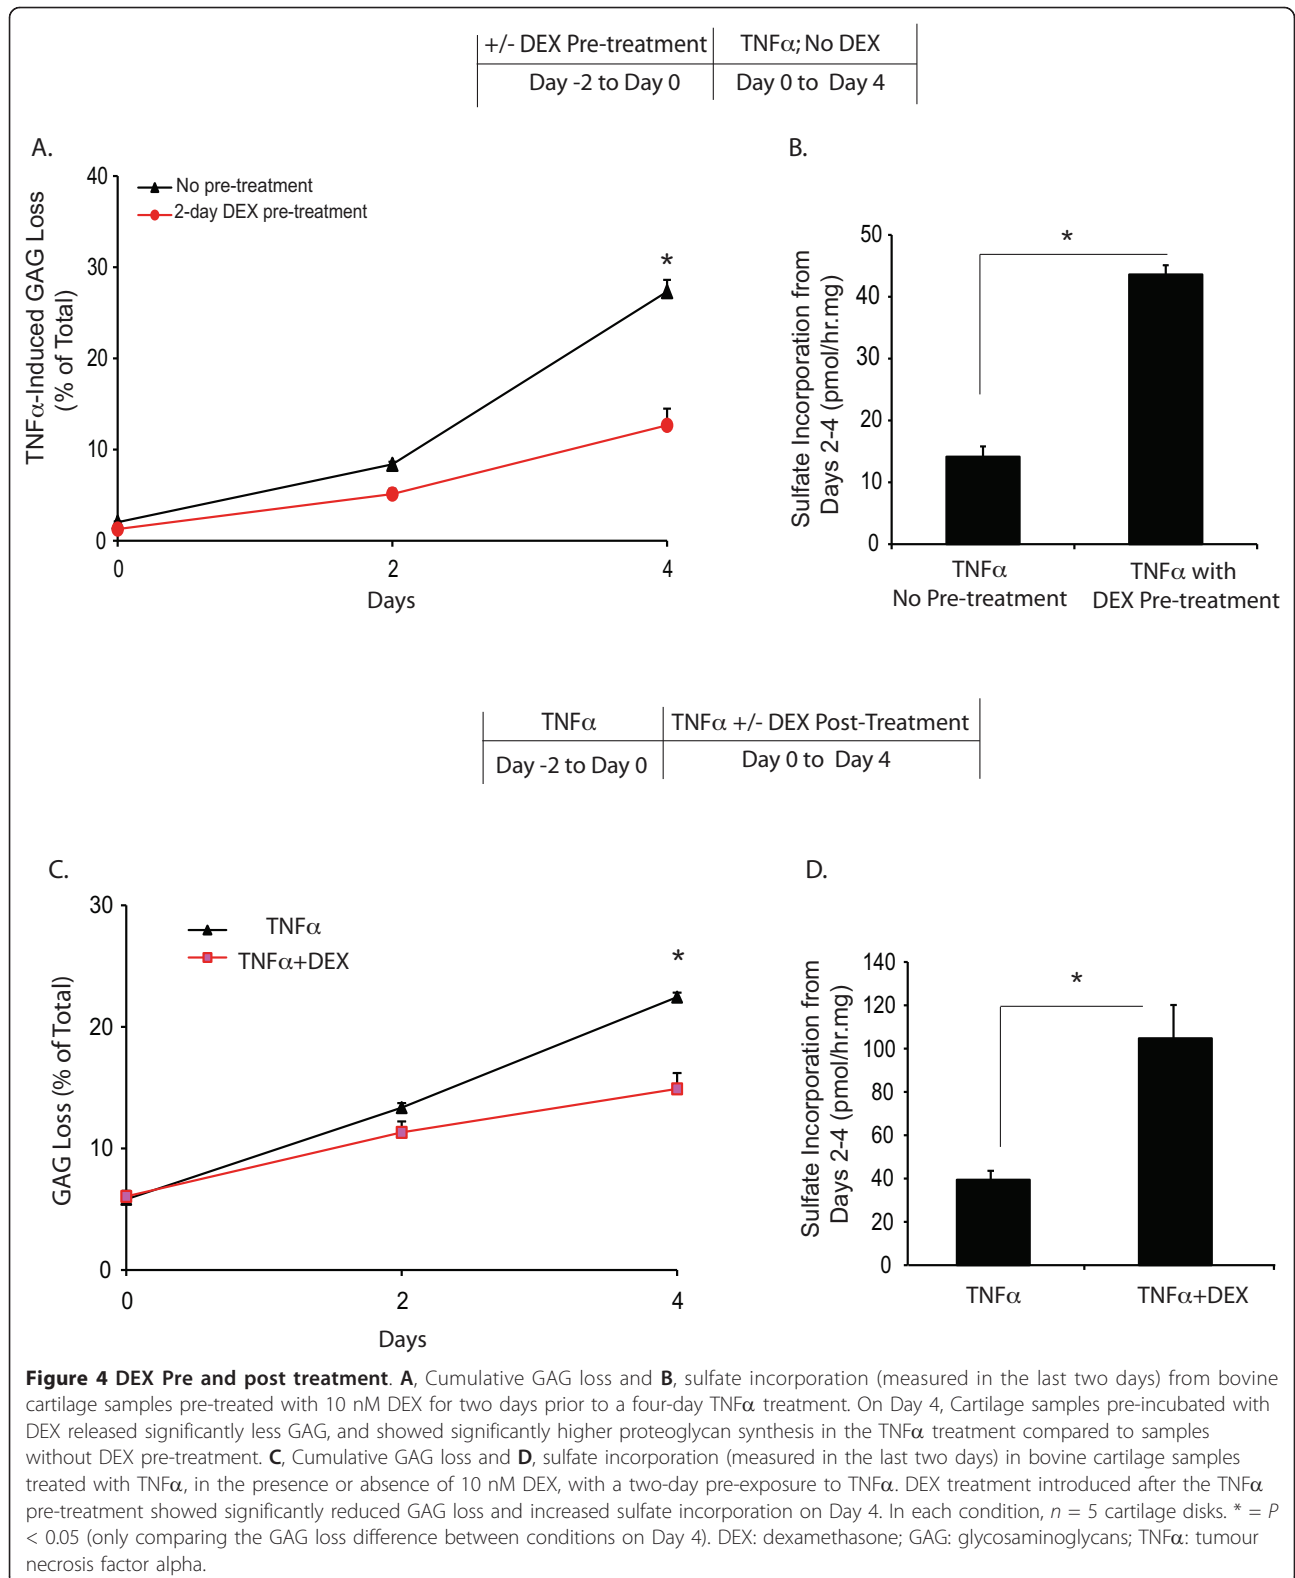 +/- DEX Pre-treatment TNFα; No DEX
Day -2 to Day 0 Day 0 to Day 4
A.
40
30
20
10
0
No pre-treatment
2-day DEX pre-treatment
*
TNFα-Induced GAG Loss
(% of Total)
0 2 4
Days
B.
50
40
30
20
10
0
*
Sulfate Incorporation from
Days 2-4 (pmol/hr.mg)
TNFα
No Pre-treatment
TNFα with
DEX Pre-treatment
TNFα TNFα +/- DEX Post-Treatment
Day -2 to Day 0 Day 0 to Day 4
C.
30
20
10
0
TNFα
TNFα+DEX
*
GAG Loss (% of Total)
0 2 4
Days
D.
140
120
100
80
60
40
20
0
*
Sulfate Incorporation from
Days 2-4 (pmol/hr.mg)
TNFα TNFα+DEX
Figure 4 DEX Pre and post treatment. A, Cumulative GAG loss and B, sulfate incorporation (measured in the last two days) from bovine
cartilage samples pre-treated with 10 nM DEX for two days prior to a four-day TNFα treatment. On Day 4, Cartilage samples pre-incubated with
DEX released significantly less GAG, and showed significantly higher proteoglycan synthesis in the TNFα treatment compared to samples
without DEX pre-treatment. C, Cumulative GAG loss and D, sulfate incorporation (measured in the last two days) in bovine cartilage samples
treated with TNFα, in the presence or absence of 10 nM DEX, with a two-day pre-exposure to TNFα. DEX treatment introduced after the TNFα
pre-treatment showed significantly reduced GAG loss and increased sulfate incorporation on Day 4. In each condition, n = 5 cartilage disks. * = P
< 0.05 (only comparing the GAG loss difference between conditions on Day 4). DEX: dexamethasone; GAG: glycosaminoglycans; TNFα: tumour
necrosis factor alpha.